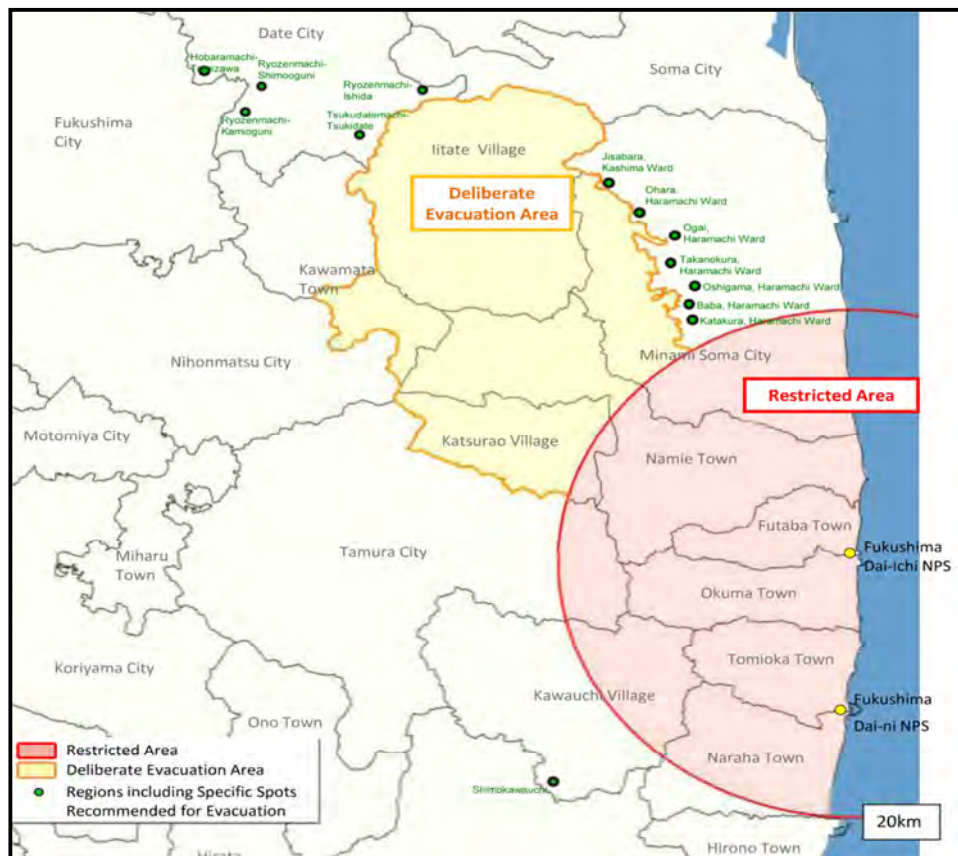 Date City
Hobaramachi-
Ryozenmachi-
Shimooguni
Ryozenmachi-
Ishida
Soma City
Fukushima
City
Ryozenmachi-
Kamioguni
Tsukudatemachi-
Tsukidate
Iitate Village
Jisabara,
Kashima Ward
Deliberate
Evacuation Area
Ohara,
Haramachi Ward
Ogai,
Haramachi Ward
Takanokura,
Haramachi Ward
Kawamata
Town
Oshigama, Haramachi Ward
Baba, Haramachi Ward
Katakura, Haramachi Ward
Nihonmatsu City
Minami Soma City
Restricted Area
Motomiya City
Katsurao Village
Namie Town
Futaba Town
Miharu
Town
Tamura City
Fukushima
Dai-ichi NPS
Okuma Town
Koriyama City
Tomioka Town
Kawauchi Village
Ono Town
Fukushima
Dai-ni NPS
Naraha Town
Restricted Area
Deliberate Evacuation Area
Regions including Specific Spots
Recommended for Evacuation
Shimokawauchi
20km
Hirono Town
Hirata